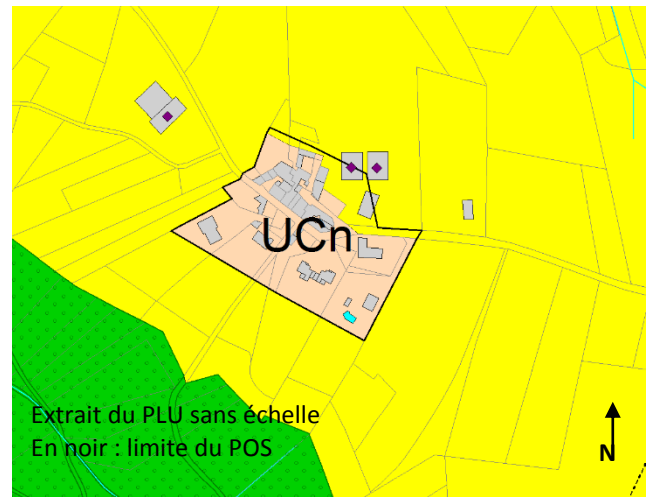 UCn
Extrait du PLU sans échelle
En noir : limite du POS
N